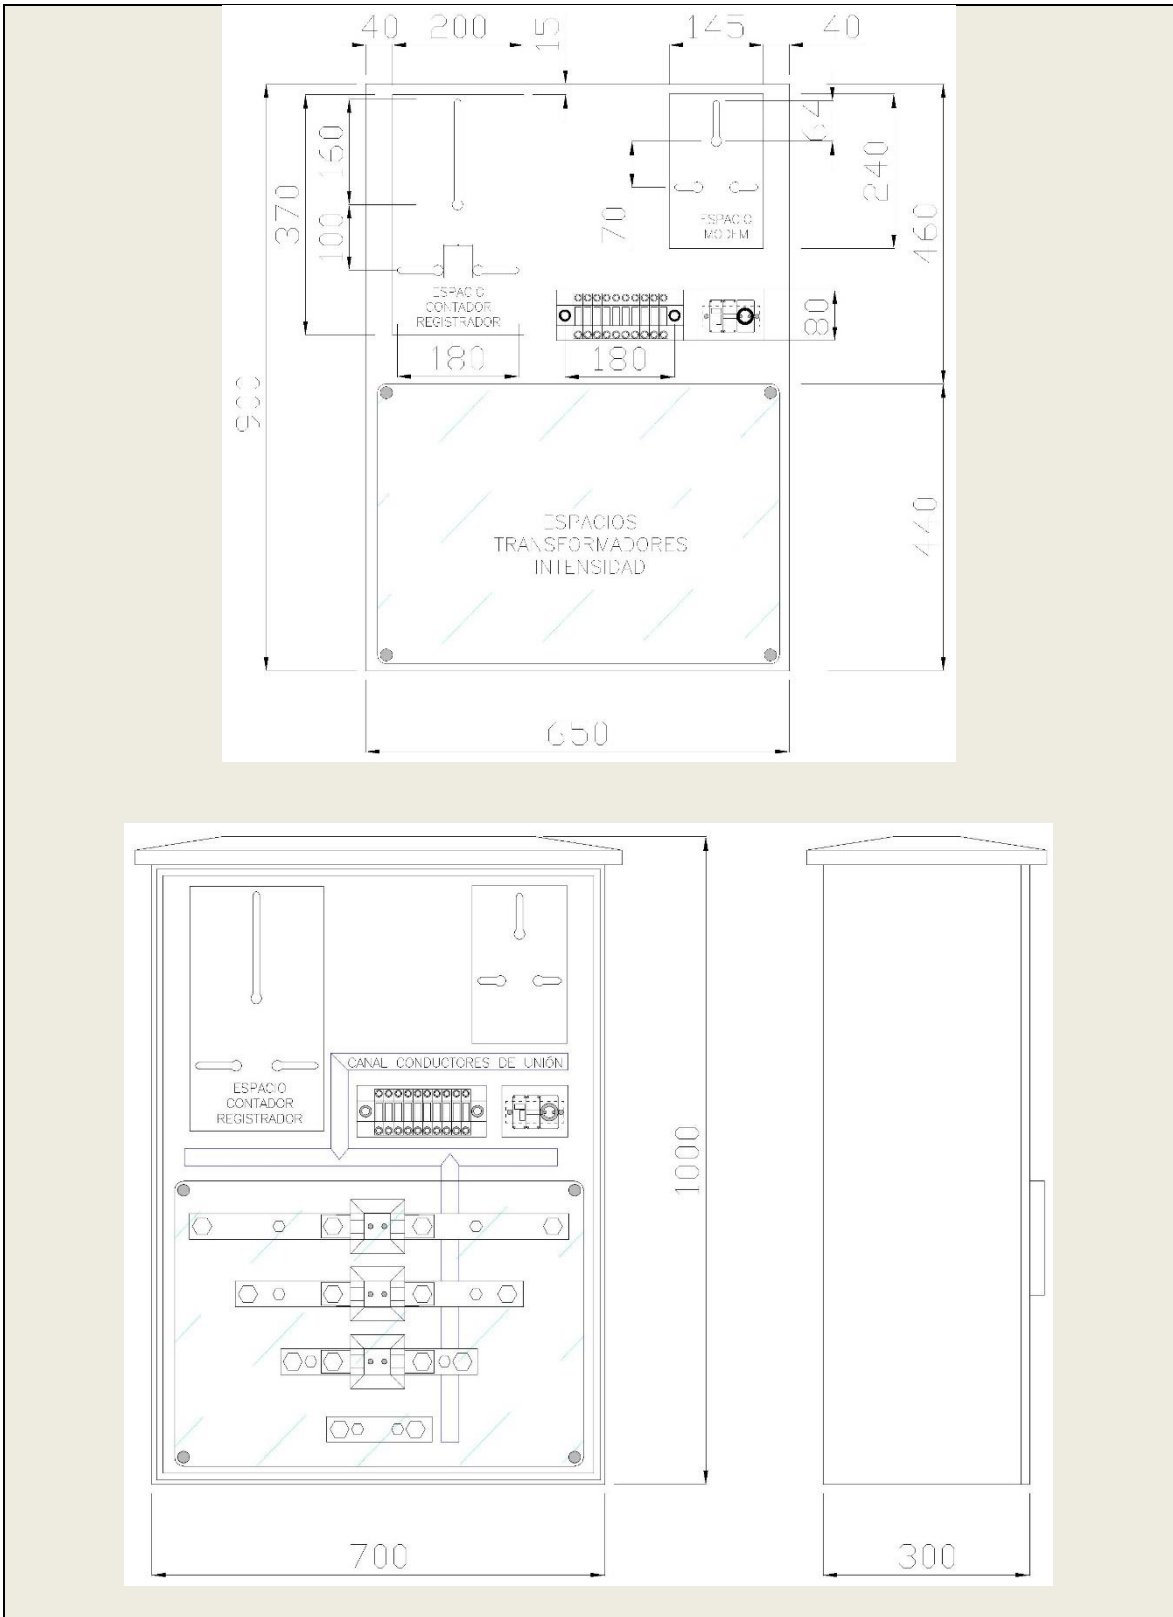 40 200 15 145 40
64
160
240
370
100
70
460
ESPACIO
MODEM
ESPACIO
CONTADOR
REGISTRADOR
80
180 180
900
440
ESPACIOS
TRANSFORMADORES
INTENSIDAD
650
CANAL CONDUCTORES DE UNIÓN
ESPACIO
CONTADOR
REGISTRADOR
1000
700 300